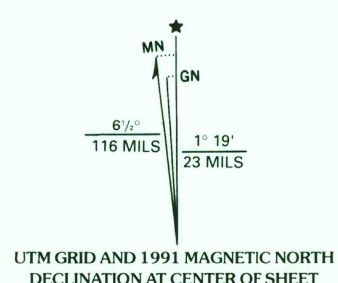 MN
GN
6½°
116 MILS
1° 19'
23 MILS
UTM GRID AND 1991 MAGNETIC NORTH
DECLINATION AT CENTER OF SHEET